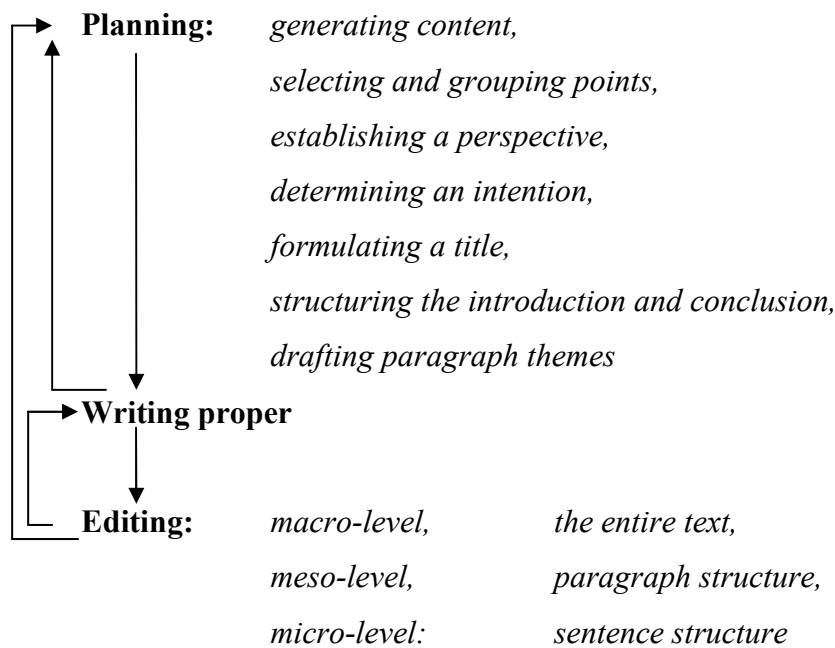 Planning: generating content,
selecting and grouping points,
establishing a perspective,
determining an intention,
formulating a title,
structuring the introduction and conclusion,
drafting paragraph themes
Writing proper
Editing: macro-level, the entire text,
meso-level, paragraph structure,
micro-level: sentence structure